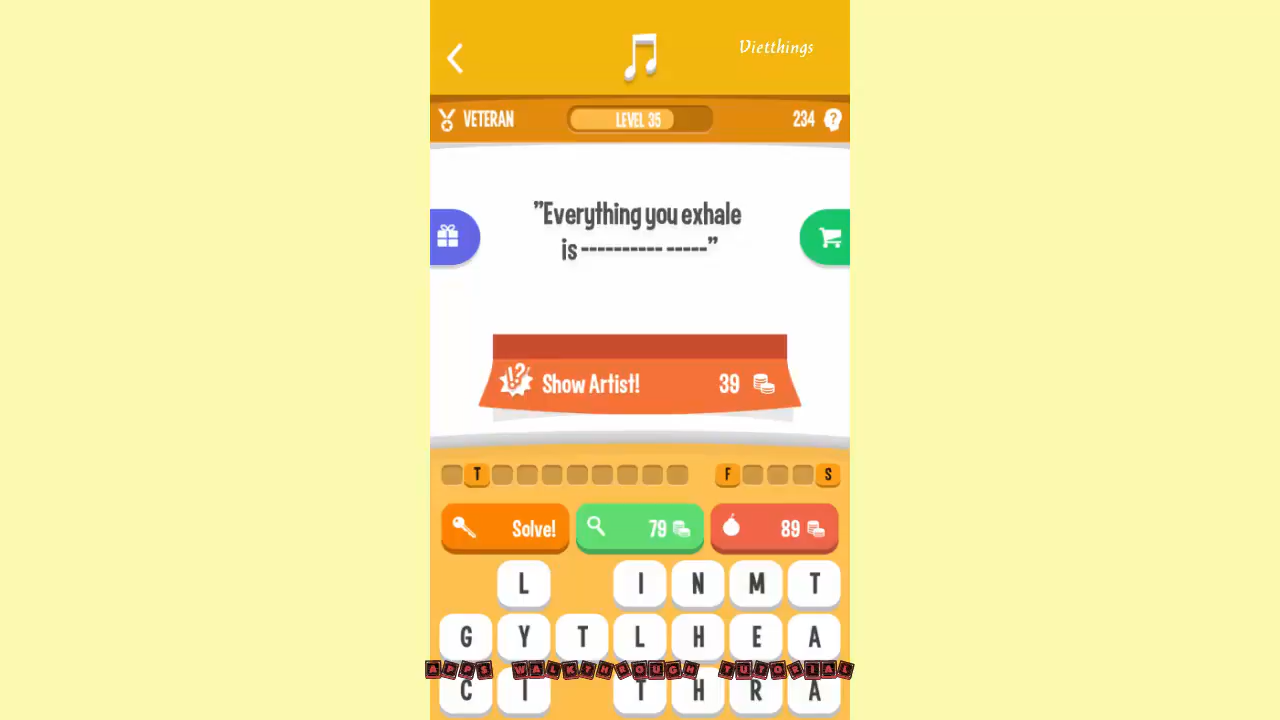 Vietthings
VETERAN LEVEL 35 234
"Everything you exhale
is ---------- -----"
Show Artist! 39
T F S
Solve! 79 89
L I N M T
G Y T L H E A
APPS WALKTHROUGH TUTORIAL
C I T H R A